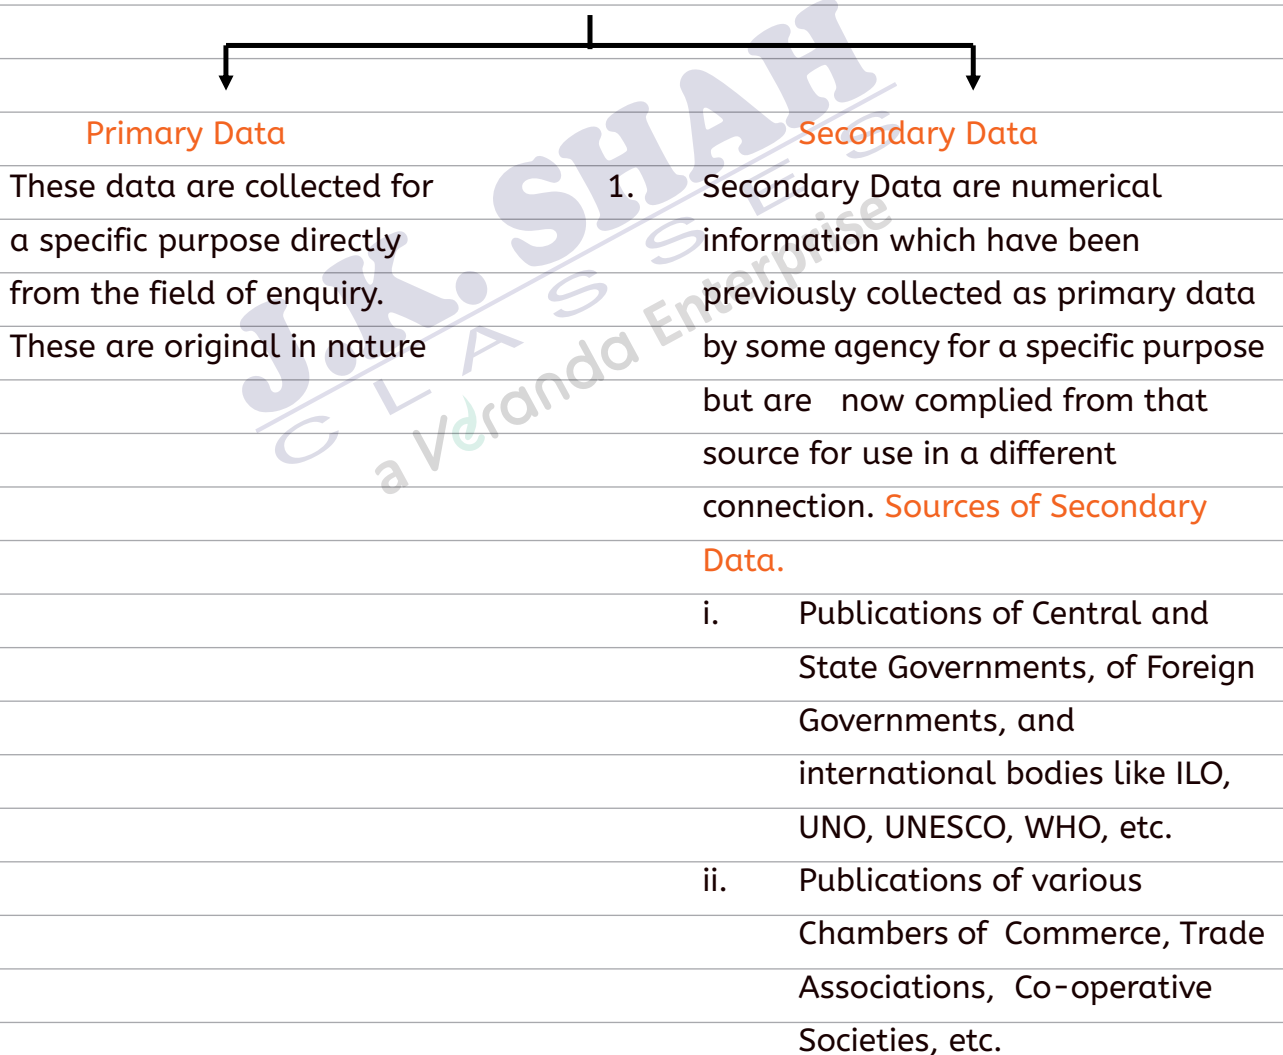 Primary Data
These data are collected for
a specific purpose directly
from the field of enquiry.
These are original in nature
Secondary Data
1. Secondary Data are numerical
information which have been
previously collected as primary data
by some agency for a specific purpose
but are now complied from that
source for use in a different
connection. Sources of Secondary
Data.
i. Publications of Central and
State Governments, of Foreign
Governments, and
international bodies like ILO,
UNO, UNESCO, WHO, etc.
ii. Publications of various
Chambers of Commerce, Trade
Associations, Co-operative
Societies, etc.
J.K. SHAH
CLASSES
a Veranda Enterprise